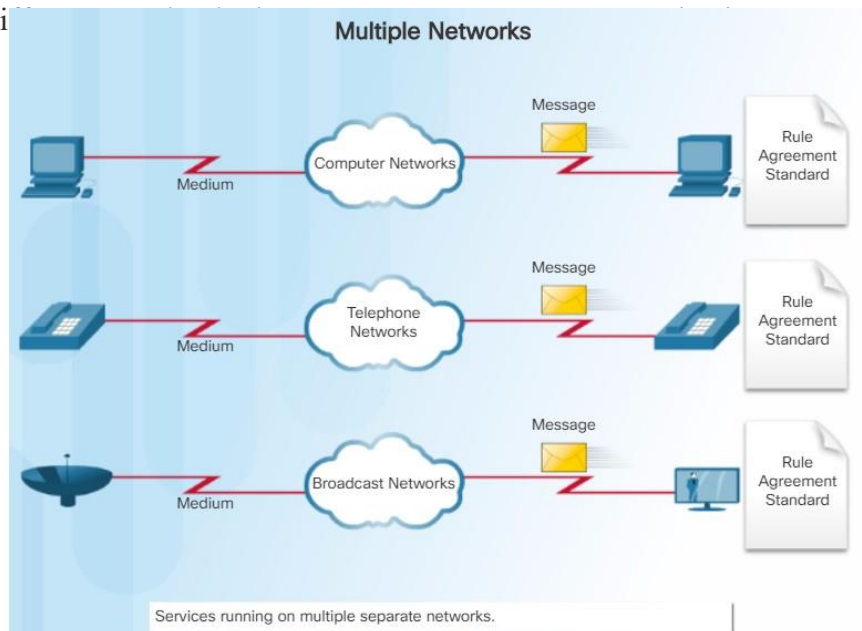 Multiple Networks
Message
Rule
Agreement
Standard
Computer Networks
Medium
Message
Rule
Agreement
Standard
Telephone
Networks
Medium
Message
Rule
Agreement
Standard
Broadcast Networks
Medium
Services running on multiple separate networks.